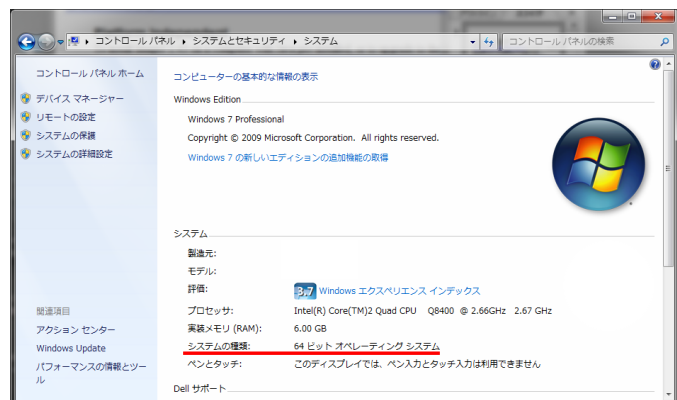 コントロール パネル ▸ システムとセキュリティ ▸ システム
コントロール パネルの検索
コントロール パネル ホーム
デバイス マネージャー
リモートの設定
システムの保護
システムの詳細設定
コンピューターの基本的な情報の表示
Windows Edition
Windows 7 Professional
Copyright © 2009 Microsoft Corporation. All rights reserved.
Windows 7 の新しいエディションの追加機能の取得
システム
製造元:
モデル:
評価: 3.7 Windows エクスペリエンス インデックス
プロセッサ: Intel(R) Core(TM)2 Quad CPU Q8400 @ 2.66GHz 2.67 GHz
実装メモリ (RAM): 6.00 GB
システムの種類: 64 ビット オペレーティング システム
ペンとタッチ: このディスプレイでは、ペン入力とタッチ入力は利用できません
Dell サポート
関連項目
アクション センター
Windows Update
パフォーマンスの情報とツー
ル